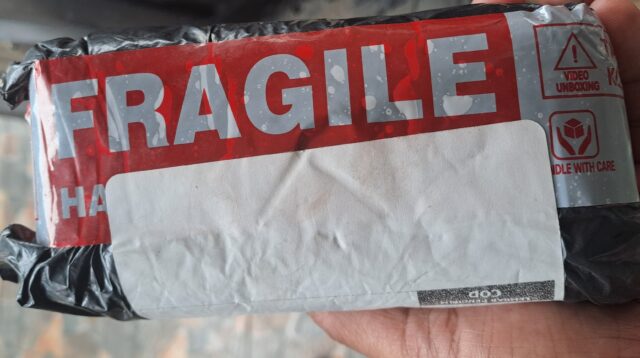 FRAGILE
VIDEO
UNBOXING
HA
DLE WITH CARE
COD